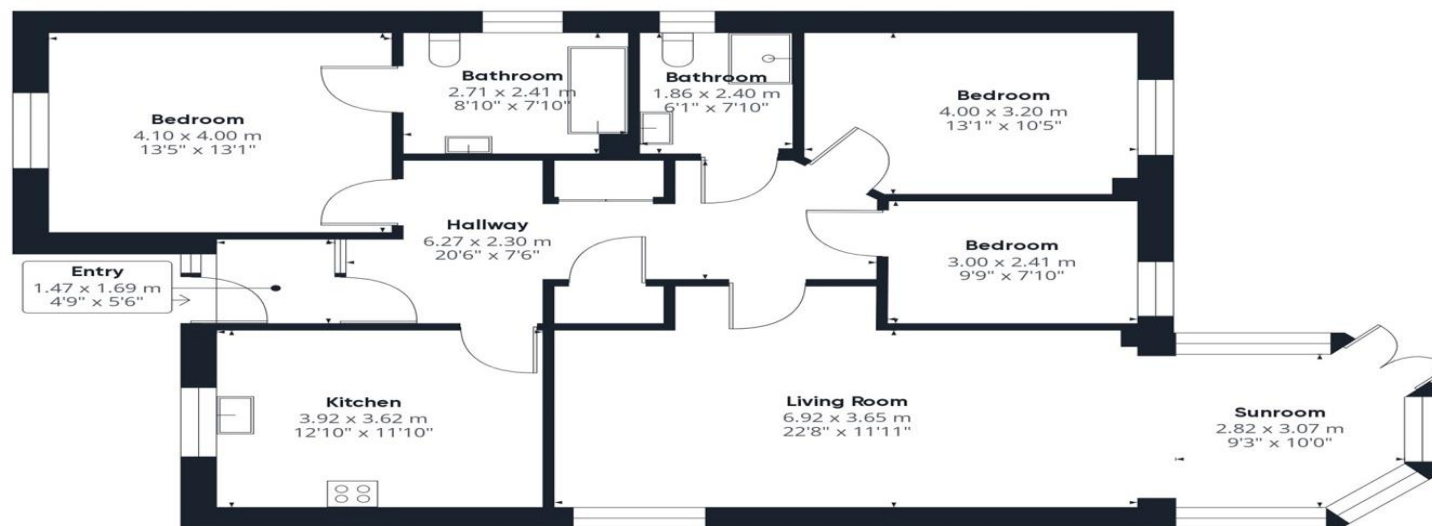 Bedroom
4.10 x 4.00 m
13'5" x 13'1"
Bathroom
2.71 x 2.41 m
8'10" x 7'10"
Bathroom
1.86 x 2.40 m
6'1" x 7'10"
Bedroom
4.00 x 3.20 m
13'1" x 10'5"
Hallway
6.27 x 2.30 m
20'6" x 7'6"
Bedroom
3.00 x 2.41 m
9'9" x 7'10"
Entry
1.47 x 1.69 m
4'9" x 5'6"
Kitchen
3.92 x 3.62 m
12'10" x 11'10"
Living Room
6.92 x 3.65 m
22'8" x 11'11"
Sunroom
2.82 x 3.07 m
9'3" x 10'0"